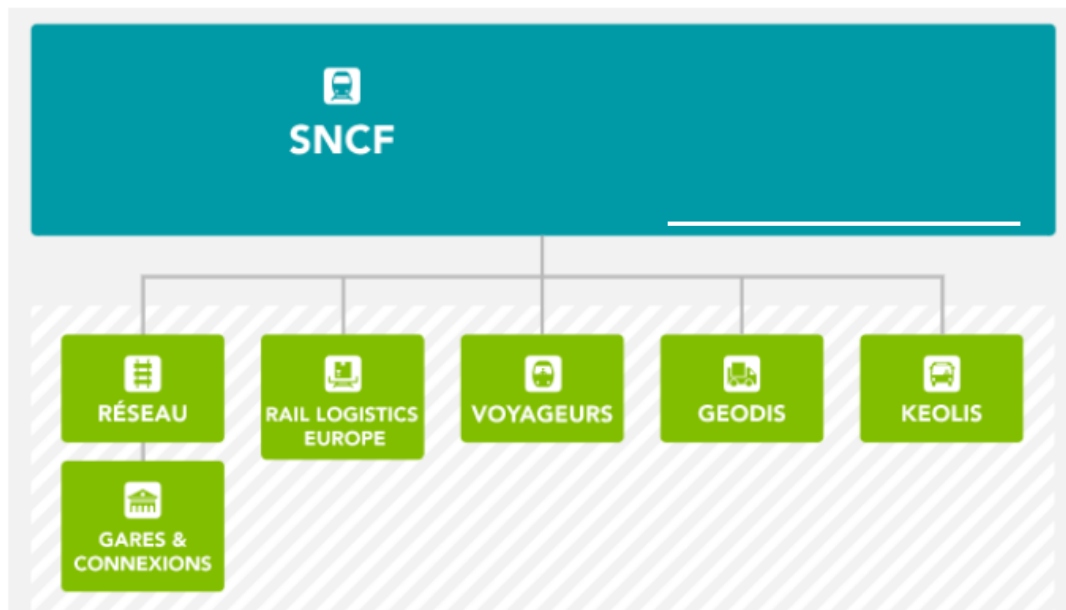 SNCF
RÉSEAU
RAIL LOGISTICS
EUROPE
VOYAGEURS
GEODIS
KEOLIS
GARES &
CONNEXIONS